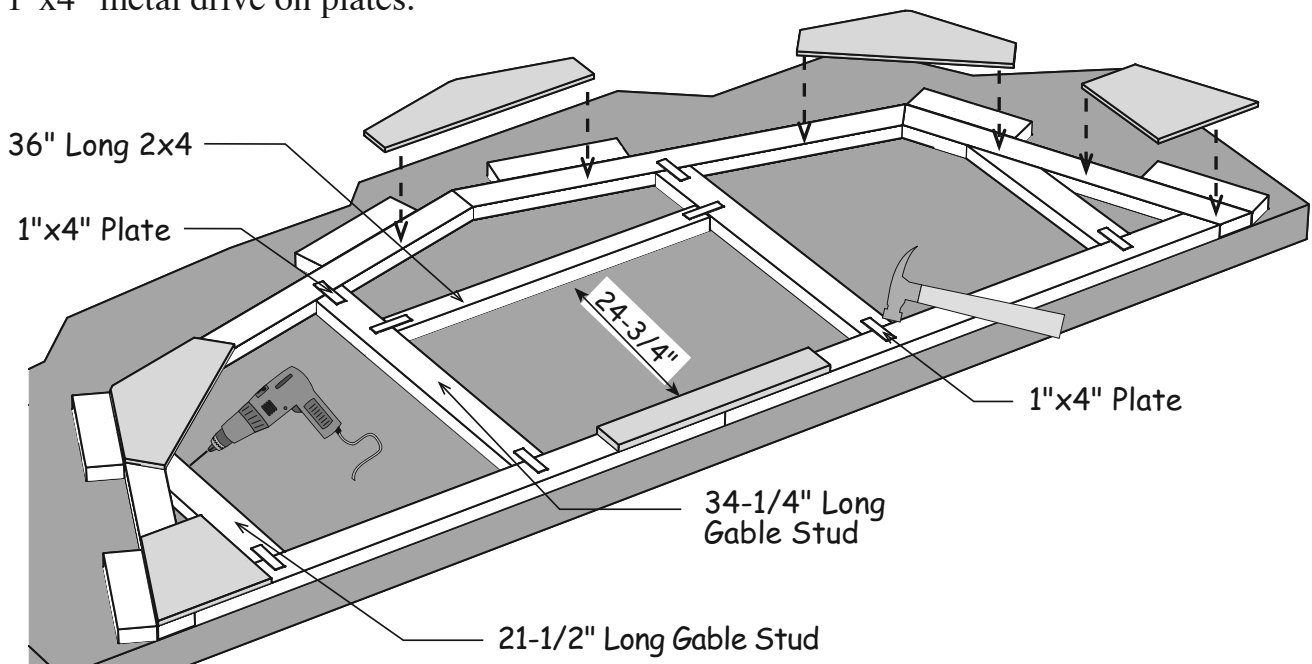 1"x4" metal drive on plates.
36" Long 2x4
1"x4" Plate
24-3/4"
1"x4" Plate
34-1/4" Long
Gable Stud
21-1/2" Long Gable Stud